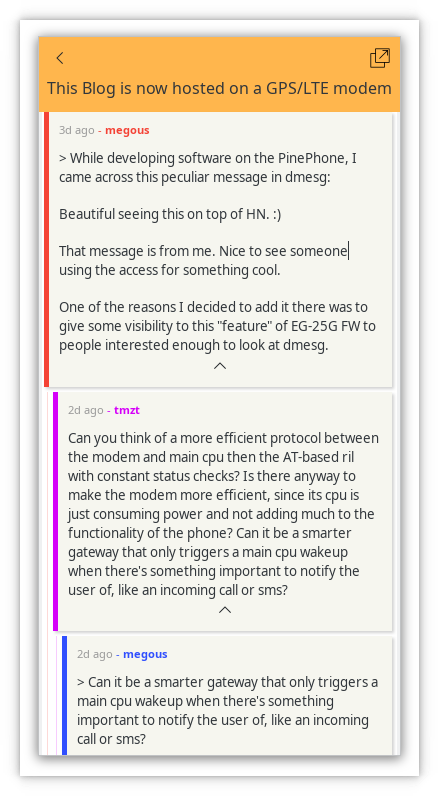 This Blog is now hosted on a GPS/LTE modem
3d ago - megous
> While developing software on the PinePhone, I
came across this peculiar message in dmesg:
Beautiful seeing this on top of HN. :)
That message is from me. Nice to see someone
using the access for something cool.
One of the reasons I decided to add it there was to
give some visibility to this "feature" of EG-25G FW to
people interested enough to look at dmesg.
2d ago - tmzt
Can you think of a more efficient protocol between
the modem and main cpu then the AT-based ril
with constant status checks? Is there anyway to
make the modem more efficient, since its cpu is
just consuming power and not adding much to the
functionality of the phone? Can it be a smarter
gateway that only triggers a main cpu wakeup
when there's something important to notify the
user of, like an incoming call or sms?
2d ago - megous
> Can it be a smarter gateway that only triggers a
main cpu wakeup when there's something
important to notify the user of, like an incoming
call or sms?